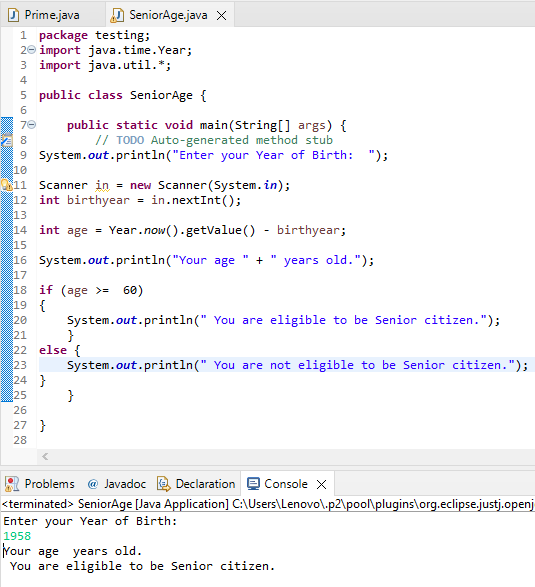 Prime.java SeniorAge.java
1 package testing;
2 import java.time.Year;
3 import java.util.*;
4
5 public class SeniorAge {
6
7     public static void main(String[] args) {
8         // TODO Auto-generated method stub
9 System.out.println("Enter your Year of Birth:  ");
10
11 Scanner in = new Scanner(System.in);
12 int birthyear = in.nextInt();
13
14 int age = Year.now().getValue() - birthyear;
15
16 System.out.println("Your age " + " years old.");
17
18 if (age >=  60)
19 {
20     System.out.println(" You are eligible to be Senior citizen.");
21     }
22 else {
23     System.out.println(" You are not eligible to be Senior citizen.");
24 }
25     }
26
27 }
28
Problems @ Javadoc Declaration Console
<terminated> SeniorAge [Java Application] C:\Users\Lenovo\.p2\pool\plugins\org.eclipse.justj.openj
Enter your Year of Birth:
1958
Your age  years old.
 You are eligible to be Senior citizen.